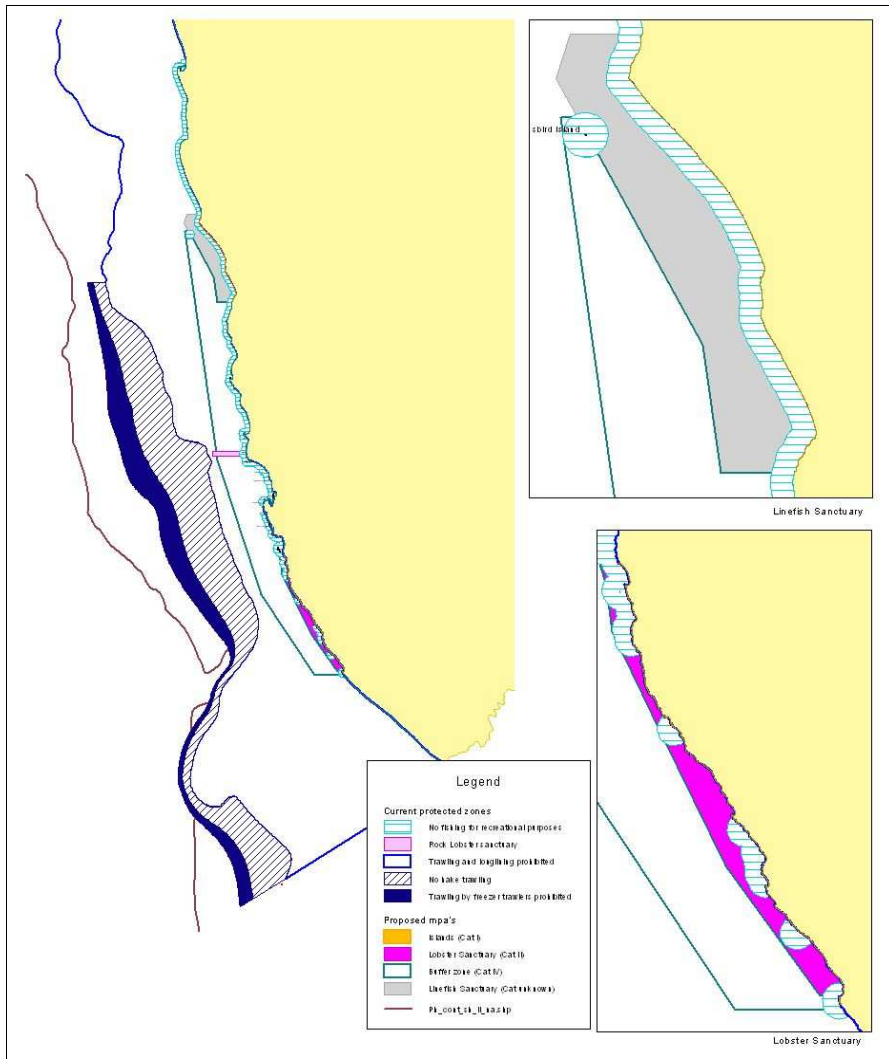 sbird Island
Linefish Sanctuary
Legend
Current protected zones
No fishing for recreational purposes
Rock Lobster sanctuary
Trawling and longlining prohibited
No hake trawling
Trawling by freezer trawlers prohibited
Proposed mpa's
Islands (Cat I)
Lobster Sanctuary (Cat II)
Buffer zone (Cat IV)
Linefish Sanctuary (Cat unknown)
Lobster Sanctuary